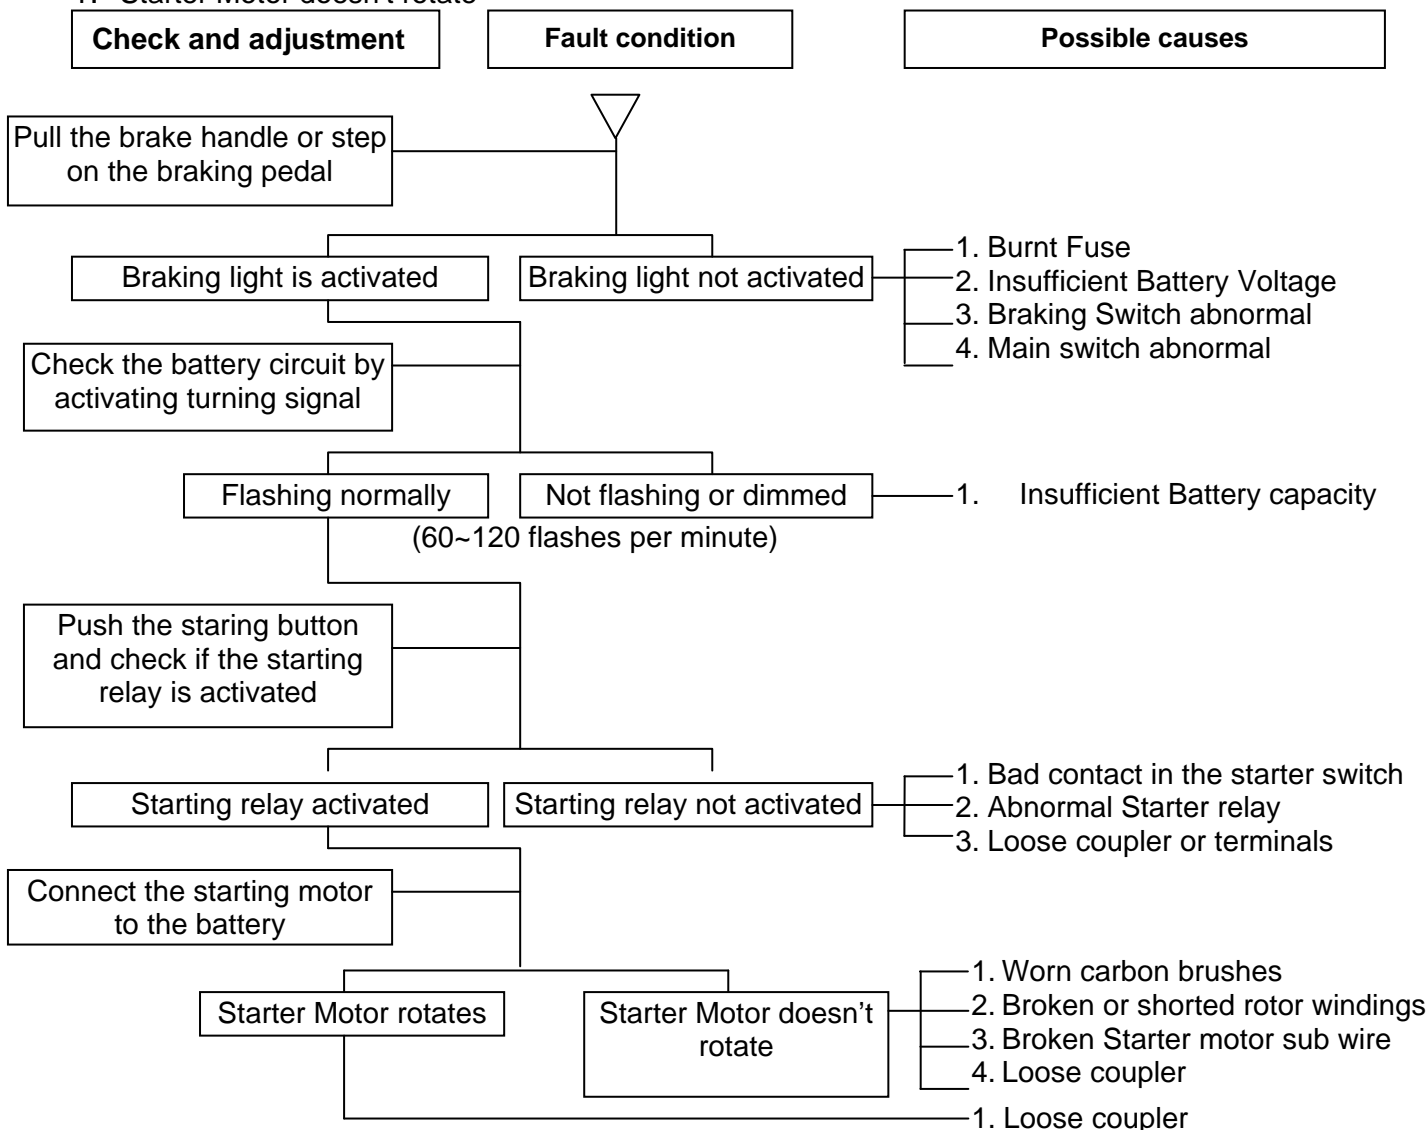 1. Starter Motor doesn't rotate
Check and adjustment
Fault condition
Possible causes
Pull the brake handle or step
on the braking pedal
Braking light is activated
Braking light not activated
1. Burnt Fuse
2. Insufficient Battery Voltage
3. Braking Switch abnormal
4. Main switch abnormal
Check the battery circuit by
activating turning signal
Flashing normally
Not flashing or dimmed
1. Insufficient Battery capacity
(60~120 flashes per minute)
Push the staring button
and check if the starting
relay is activated
Starting relay activated
Starting relay not activated
1. Bad contact in the starter switch
2. Abnormal Starter relay
3. Loose coupler or terminals
Connect the starting motor
to the battery
Starter Motor rotates
Starter Motor doesn't
rotate
1. Worn carbon brushes
2. Broken or shorted rotor windings
3. Broken Starter motor sub wire
4. Loose coupler
1. Loose coupler